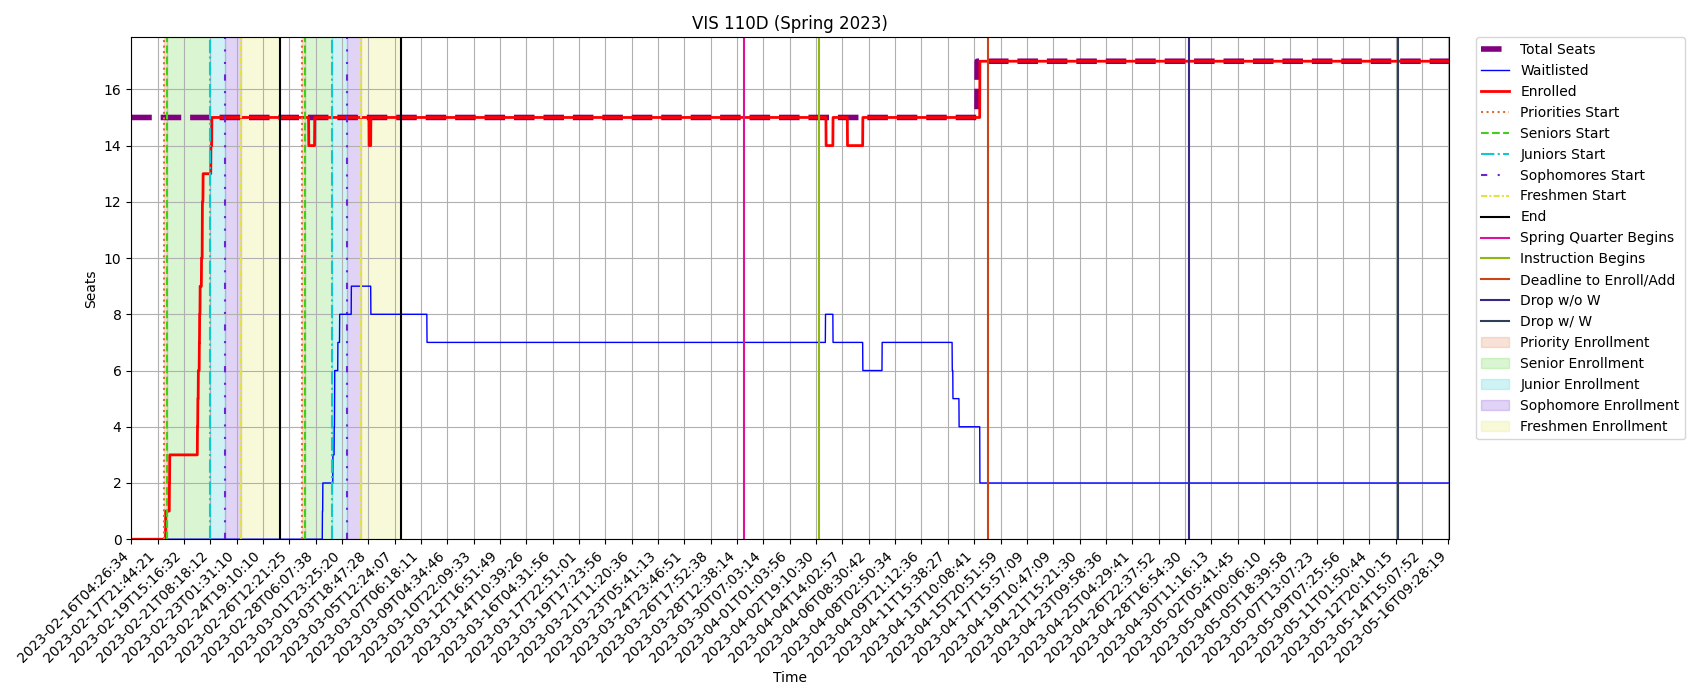 VIS 110D (Spring 2023)
Seats
16
14
12
10
8
6
4
2
0
2023-02-16T04:26:34
2023-02-17T21:44:21
2023-02-19T15:16:32
2023-02-21T08:18:12
2023-02-23T01:31:10
2023-02-24T19:10:10
2023-02-26T12:21:25
2023-02-28T06:07:38
2023-03-01T23:25:20
2023-03-03T18:47:28
2023-03-05T12:24:07
2023-03-07T06:18:11
2023-03-09T04:34:46
2023-03-10T22:09:33
2023-03-12T16:51:49
2023-03-14T10:39:26
2023-03-16T04:31:56
2023-03-17T22:51:01
2023-03-19T17:23:56
2023-03-21T11:20:36
2023-03-23T05:41:13
2023-03-24T23:46:51
2023-03-26T17:52:38
2023-03-28T12:38:14
2023-03-30T07:03:14
2023-04-01T01:03:56
2023-04-02T19:10:30
2023-04-04T14:02:57
2023-04-06T08:30:42
2023-04-08T02:50:34
2023-04-09T21:12:36
2023-04-11T15:38:27
2023-04-13T10:08:41
2023-04-15T20:51:59
2023-04-17T15:57:09
2023-04-19T10:47:09
2023-04-21T15:21:30
2023-04-23T09:58:36
2023-04-25T04:29:41
2023-04-26T22:37:52
2023-04-28T16:54:30
2023-04-30T11:16:13
2023-05-02T05:41:45
2023-05-04T00:06:10
2023-05-05T18:39:58
2023-05-07T13:07:23
2023-05-09T07:25:56
2023-05-11T01:50:44
2023-05-12T20:10:15
2023-05-14T15:07:52
2023-05-16T09:28:19
Time
Total Seats
Waitlisted
Enrolled
Priorities Start
Seniors Start
Juniors Start
Sophomores Start
Freshmen Start
End
Spring Quarter Begins
Instruction Begins
Deadline to Enroll/Add
Drop w/o W
Drop w/ W
Priority Enrollment
Senior Enrollment
Junior Enrollment
Sophomore Enrollment
Freshmen Enrollment